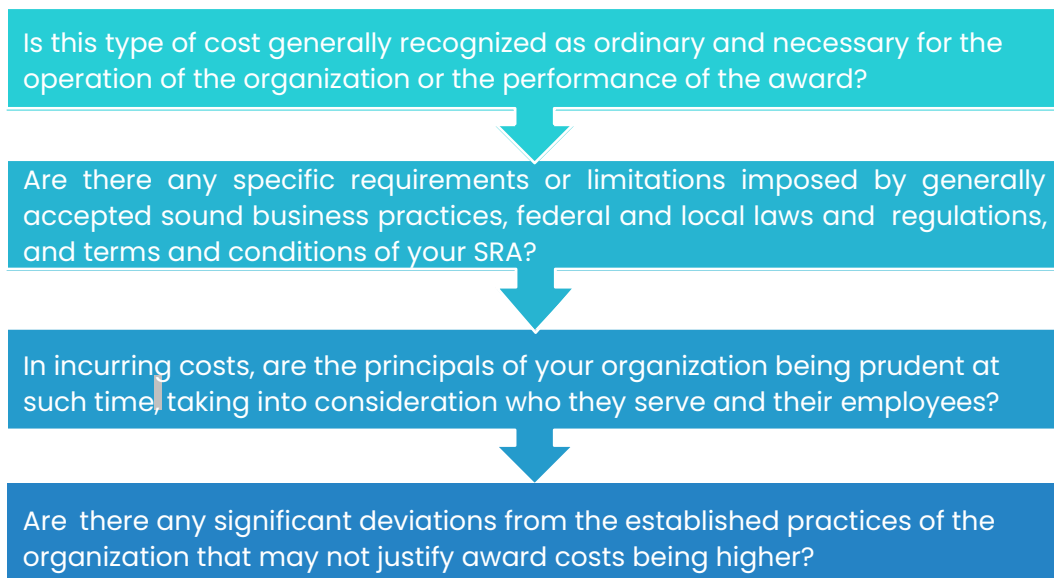 Is this type of cost generally recognized as ordinary and necessary for the
operation of the organization or the performance of the award?
Are there any specific requirements or limitations imposed by generally
accepted sound business practices, federal and local laws and regulations,
and terms and conditions of your SRA?
In incurring costs, are the principals of your organization being prudent at
such time, taking into consideration who they serve and their employees?
Are there any significant deviations from the established practices of the
organization that may not justify award costs being higher?